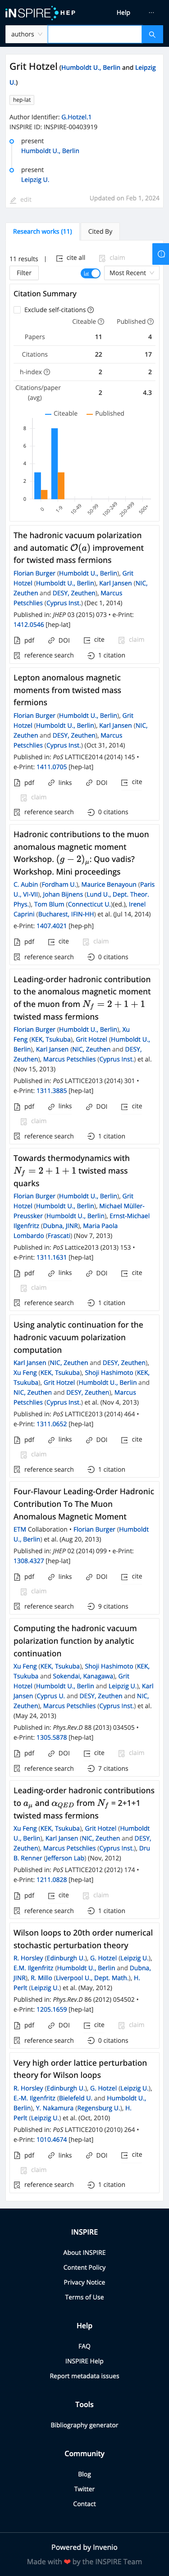 INSPIRE HEP
Help
...
authors
Grit Hotzel (Humboldt U., Berlin and Leipzig
U.)
hep-lat
Author Identifier: G.Hotzel.1
INSPIRE ID: INSPIRE-00403919
present
Humboldt U., Berlin
present
Leipzig U.
edit
Updated on Feb 1, 2024
Research works (11)
Cited By
11 results | cite all claim
Filter
Most Recent
Citation Summary
Exclude self-citations
Citeable Published
Papers 11 4
Citations 22 17
h-index 2 2
Citations/paper (avg) 2 4.3
Citeable Published
8
6
4
2
0
0 1-9 10-49 50-99 100-249 250-499 500+
The hadronic vacuum polarization
and automatic O(a) improvement
for twisted mass fermions
Florian Burger (Humboldt U., Berlin), Grit
Hotzel (Humboldt U., Berlin), Karl Jansen (NIC,
Zeuthen and DESY, Zeuthen), Marcus
Petschlies (Cyprus Inst.) (Dec 1, 2014)
Published in: JHEP 03 (2015) 073 • e-Print:
1412.0546 [hep-lat]
pdf DOI cite claim
reference search 1 citation
Lepton anomalous magnetic
moments from twisted mass
fermions
Florian Burger (Humboldt U., Berlin), Grit
Hotzel (Humboldt U., Berlin), Karl Jansen (NIC,
Zeuthen and DESY, Zeuthen), Marcus
Petschlies (Cyprus Inst.) (Oct 31, 2014)
Published in: PoS LATTICE2014 (2014) 145 •
e-Print: 1411.0705 [hep-lat]
pdf links DOI cite
claim
reference search 0 citations
Hadronic contributions to the muon
anomalous magnetic moment
Workshop. (g − 2)μ: Quo vadis?
Workshop. Mini proceedings
C. Aubin (Fordham U.), Maurice Benayoun (Paris
U., VI-VII), Johan Bijnens (Lund U., Dept. Theor.
Phys.), Tom Blum (Connecticut U.)(ed.), Irinel
Caprini (Bucharest, IFIN-HH) et al. (Jul 14, 2014)
e-Print: 1407.4021 [hep-ph]
pdf cite claim
reference search 0 citations
Leading-order hadronic contribution
to the anomalous magnetic moment
of the muon from Nf = 2 + 1 + 1
twisted mass fermions
Florian Burger (Humboldt U., Berlin), Xu
Feng (KEK, Tsukuba), Grit Hotzel (Humboldt U.,
Berlin), Karl Jansen (NIC, Zeuthen and DESY,
Zeuthen), Marcus Petschlies (Cyprus Inst.) et al.
(Nov 15, 2013)
Published in: PoS LATTICE2013 (2014) 301 •
e-Print: 1311.3885 [hep-lat]
pdf links DOI cite
claim
reference search 1 citation
Towards thermodynamics with
Nf = 2 + 1 + 1 twisted mass
quarks
Florian Burger (Humboldt U., Berlin), Grit
Hotzel (Humboldt U., Berlin), Michael Müller-
Preussker (Humboldt U., Berlin), Ernst-Michael
Ilgenfritz (Dubna, JINR), Maria Paola
Lombardo (Frascati) (Nov 7, 2013)
Published in: PoS Lattice2013 (2013) 153 •
e-Print: 1311.1631 [hep-lat]
pdf links DOI cite
claim
reference search 1 citation
Using analytic continuation for the
hadronic vacuum polarization
computation
Karl Jansen (NIC, Zeuthen and DESY, Zeuthen),
Xu Feng (KEK, Tsukuba), Shoji Hashimoto (KEK,
Tsukuba), Grit Hotzel (Humboldt U., Berlin and
NIC, Zeuthen and DESY, Zeuthen), Marcus
Petschlies (Cyprus Inst.) et al. (Nov 4, 2013)
Published in: PoS LATTICE2013 (2014) 464 •
e-Print: 1311.0652 [hep-lat]
pdf links DOI cite
claim
reference search 1 citation
Four-Flavour Leading-Order Hadronic
Contribution To The Muon
Anomalous Magnetic Moment
ETM Collaboration • Florian Burger (Humboldt
U., Berlin) et al. (Aug 20, 2013)
Published in: JHEP 02 (2014) 099 • e-Print:
1308.4327 [hep-lat]
pdf links DOI cite
claim
reference search 9 citations
Computing the hadronic vacuum
polarization function by analytic
continuation
Xu Feng (KEK, Tsukuba), Shoji Hashimoto (KEK,
Tsukuba and Sokendai, Kanagawa), Grit
Hotzel (Humboldt U., Berlin and Leipzig U.), Karl
Jansen (Cyprus U. and DESY, Zeuthen and NIC,
Zeuthen), Marcus Petschlies (Cyprus Inst.) et al.
(May 24, 2013)
Published in: Phys.Rev.D 88 (2013) 034505 •
e-Print: 1305.5878 [hep-lat]
pdf DOI cite claim
reference search 7 citations
Leading-order hadronic contributions
to aμ and αQED from Nf = 2+1+1
twisted mass fermions
Xu Feng (KEK, Tsukuba), Grit Hotzel (Humboldt
U., Berlin), Karl Jansen (NIC, Zeuthen and DESY,
Zeuthen), Marcus Petschlies (Cyprus Inst.), Dru
B. Renner (Jefferson Lab) (Nov, 2012)
Published in: PoS LATTICE2012 (2012) 174 •
e-Print: 1211.0828 [hep-lat]
pdf cite claim
reference search 1 citation
Wilson loops to 20th order numerical
stochastic perturbation theory
R. Horsley (Edinburgh U.), G. Hotzel (Leipzig U.),
E.M. Ilgenfritz (Humboldt U., Berlin and Dubna,
JINR), R. Millo (Liverpool U., Dept. Math.), H.
Perlt (Leipzig U.) et al. (May, 2012)
Published in: Phys.Rev.D 86 (2012) 054502 •
e-Print: 1205.1659 [hep-lat]
pdf DOI cite claim
reference search 0 citations
Very high order lattice perturbation
theory for Wilson loops
R. Horsley (Edinburgh U.), G. Hotzel (Leipzig U.),
E.-M. Ilgenfritz (Bielefeld U. and Humboldt U.,
Berlin), Y. Nakamura (Regensburg U.), H.
Perlt (Leipzig U.) et al. (Oct, 2010)
Published in: PoS LATTICE2010 (2010) 264 •
e-Print: 1010.4674 [hep-lat]
pdf links DOI cite
claim
reference search 1 citation
INSPIRE
About INSPIRE
Content Policy
Privacy Notice
Terms of Use
Help
FAQ
INSPIRE Help
Report metadata issues
Tools
Bibliography generator
Community
Blog
Twitter
Contact
Powered by Invenio
Made with ❤ by the INSPIRE Team